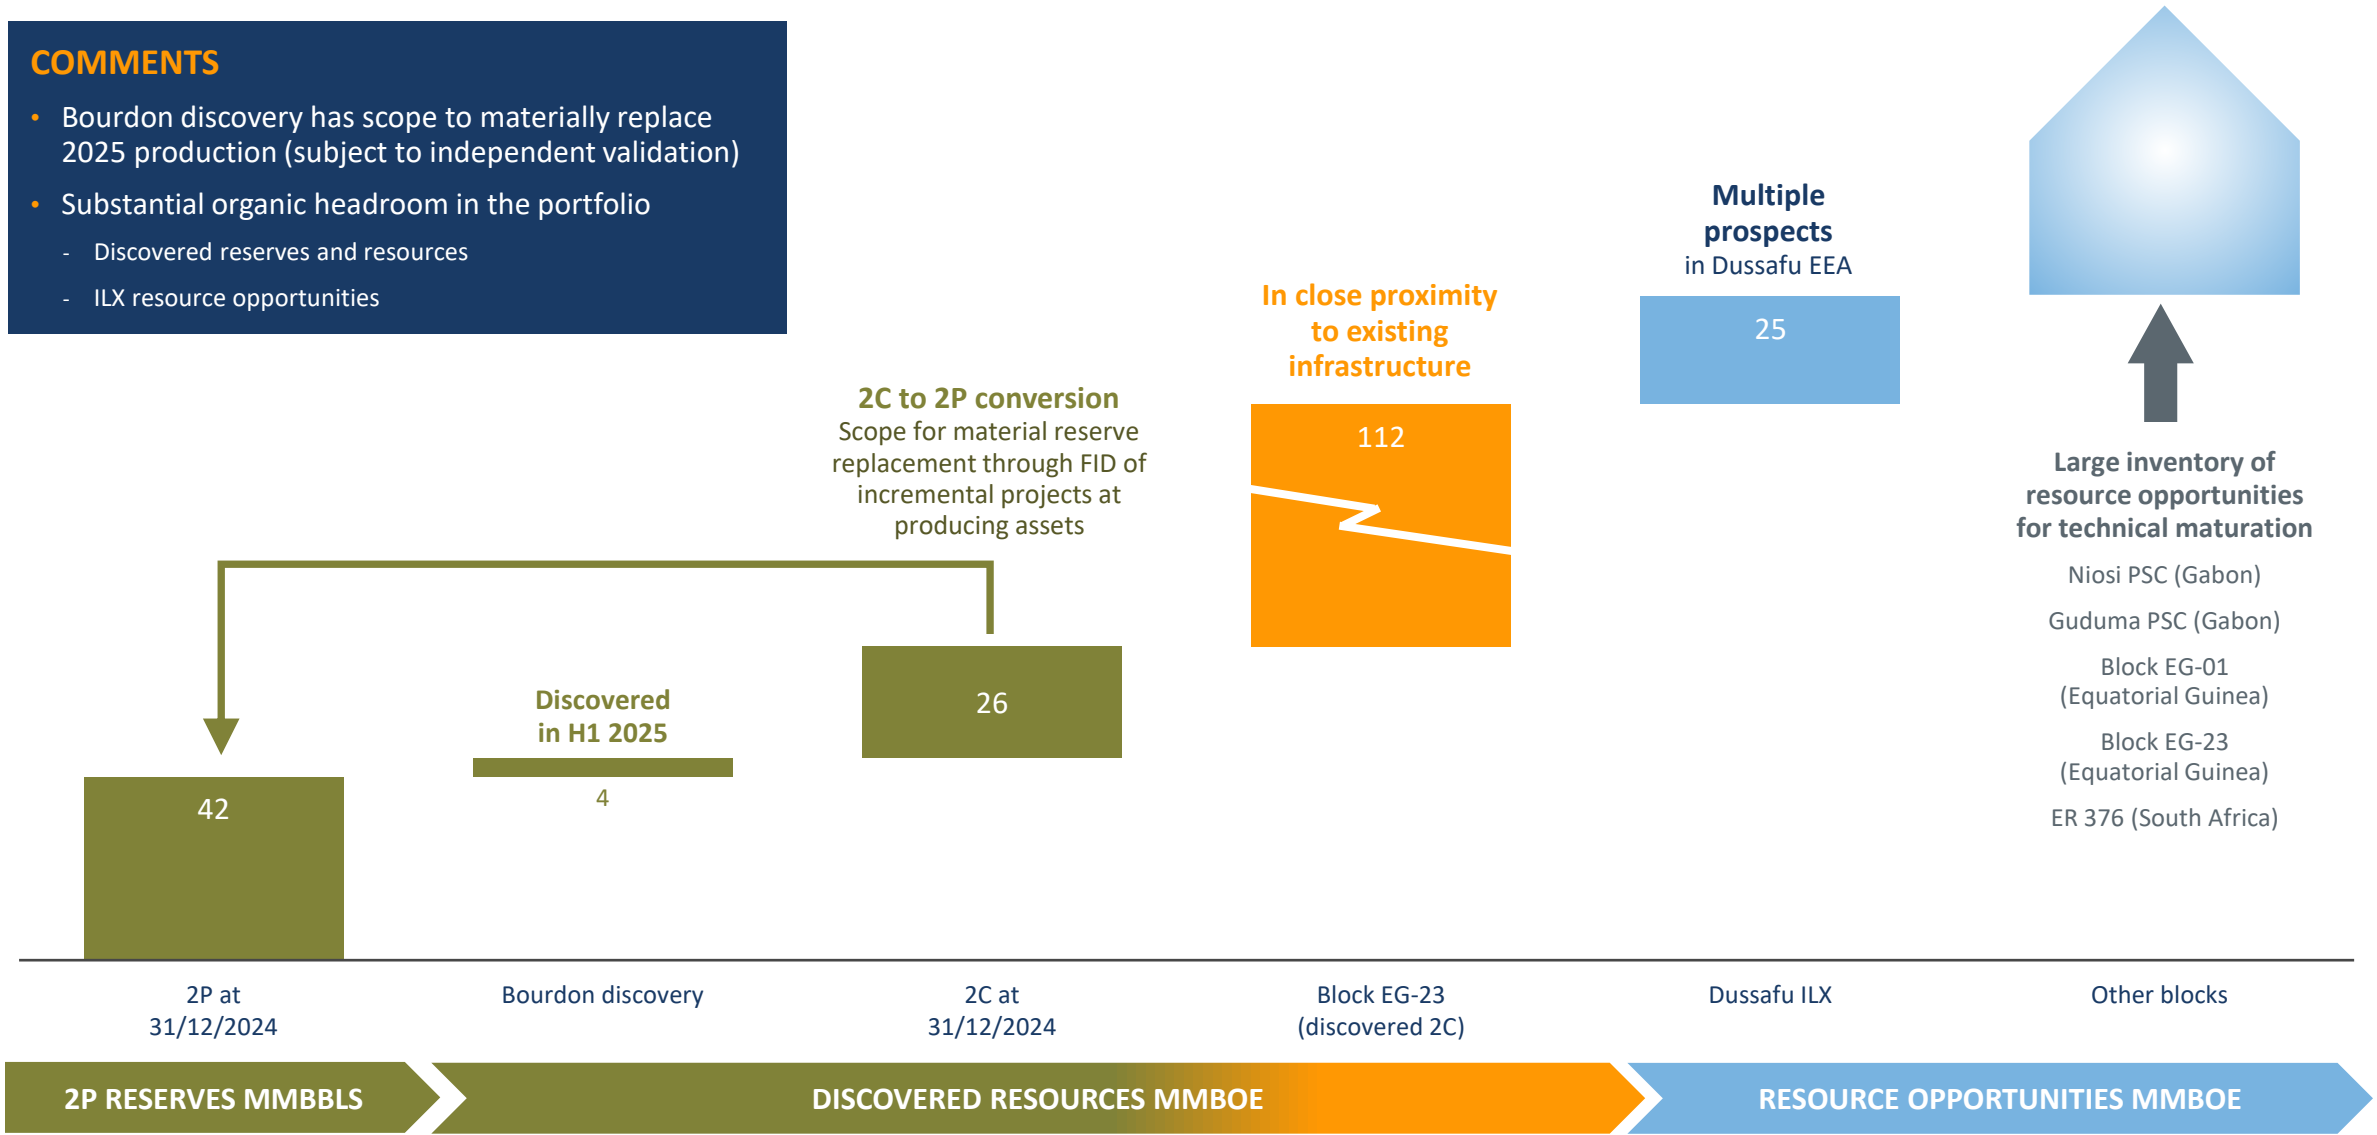 COMMENTS
• Bourdon discovery has scope to materially replace
2025 production (subject to independent validation)
• Substantial organic headroom in the portfolio
- Discovered reserves and resources
- ILX resource opportunities
2C to 2P conversion
Scope for material reserve
replacement through FID of
incremental projects at
producing assets
In close proximity
to existing
infrastructure
Multiple
prospects
in Dussafu EEA
Large inventory of
resource opportunities
for technical maturation
Niosi PSC (Gabon)
Guduma PSC (Gabon)
Block EG-01
(Equatorial Guinea)
Block EG-23
(Equatorial Guinea)
ER 376 (South Africa)
Discovered
in H1 2025
42
4
26
112
25
2P at
31/12/2024
Bourdon discovery
2C at
31/12/2024
Block EG-23
(discovered 2C)
Dussafu ILX
Other blocks
2P RESERVES MMBBLS
DISCOVERED RESOURCES MMBOE
RESOURCE OPPORTUNITIES MMBOE